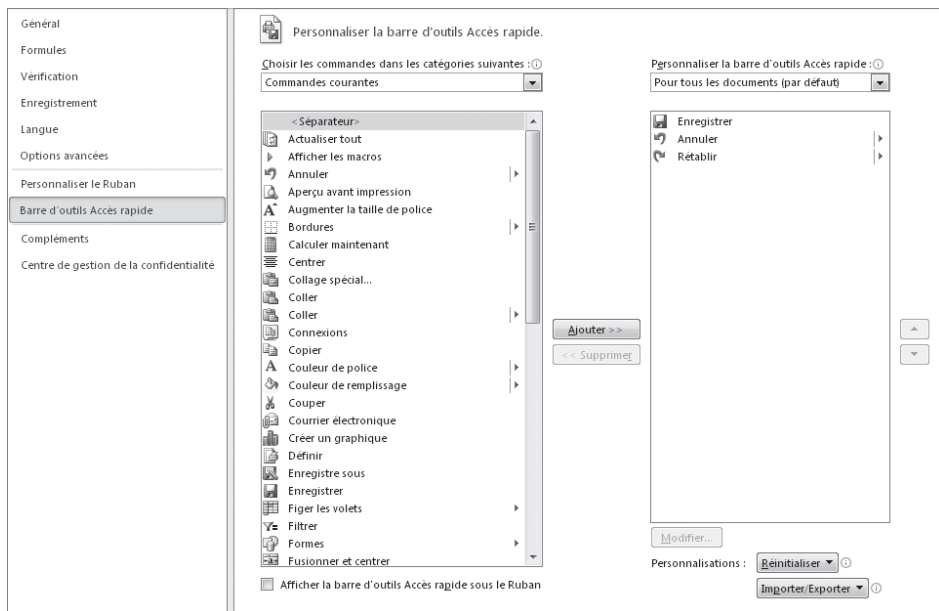 Général
Formules
Vérification
Enregistrement
Langue
Options avancées
Personnaliser le Ruban
Barre d'outils Accès rapide
Compléments
Centre de gestion de la confidentialité
Personnaliser la barre d'outils Accès rapide.
Choisir les commandes dans les catégories suivantes :
Commandes courantes
<Séparateur>
Actualiser tout
Afficher les macros
Annuler
Aperçu avant impression
Augmenter la taille de police
Bordures
Calculer maintenant
Centrer
Collage spécial...
Coller
Coller
Connexions
Copier
Couleur de police
Couleur de remplissage
Couper
Courrier électronique
Créer un graphique
Définir
Enregistre sous
Enregistrer
Figer les volets
Filtrer
Formes
Fusionner et centrer
Afficher la barre d'outils Accès rapide sous le Ruban
Ajouter >>
<< Supprimer
Personnaliser la barre d'outils Accès rapide :
Pour tous les documents (par défaut)
Enregistrer
Annuler
Rétablir
Modifier...
Personnalisations :
Réinitialiser
Importer/Exporter